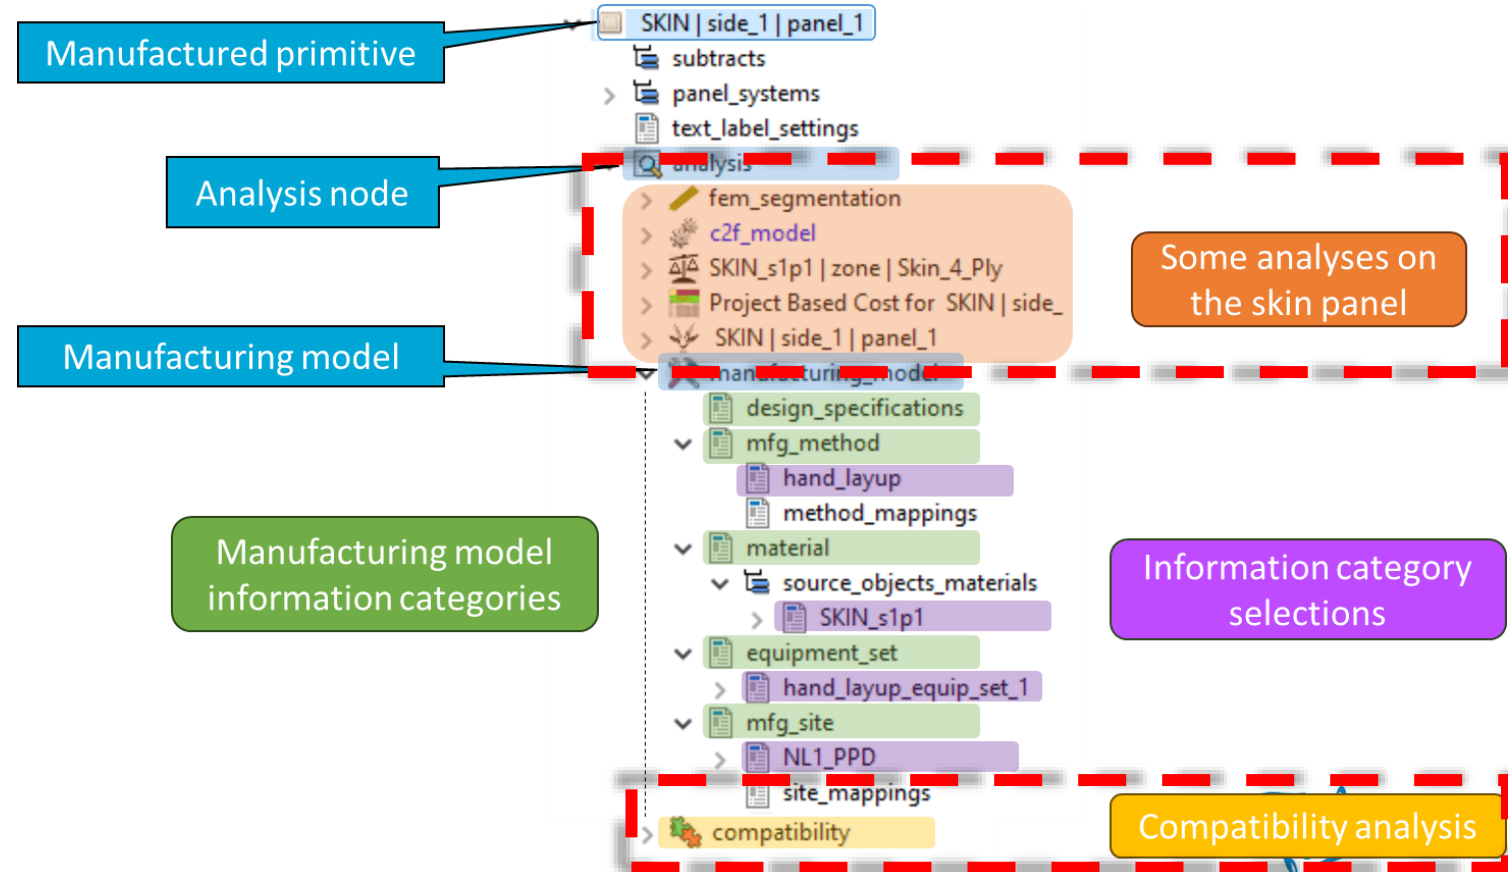 Manufactured primitive
SKIN | side_1 | panel_1
subtracts
panel_systems
text_label_settings
Analysis node
analysis
fem_segmentation
c2f_model
SKIN_s1p1 | zone | Skin_4_Ply
Project Based Cost for SKIN | side_
SKIN | side_1 | panel_1
Some analyses on
the skin panel
Manufacturing model
manufacturing_model
design_specifications
mfg_method
hand_layup
method_mappings
material
source_objects_materials
SKIN_s1p1
equipment_set
hand_layup_equip_set_1
mfg_site
NL1_PPD
site_mappings
compatibility
Manufacturing model
information categories
Information category
selections
Compatibility analysis